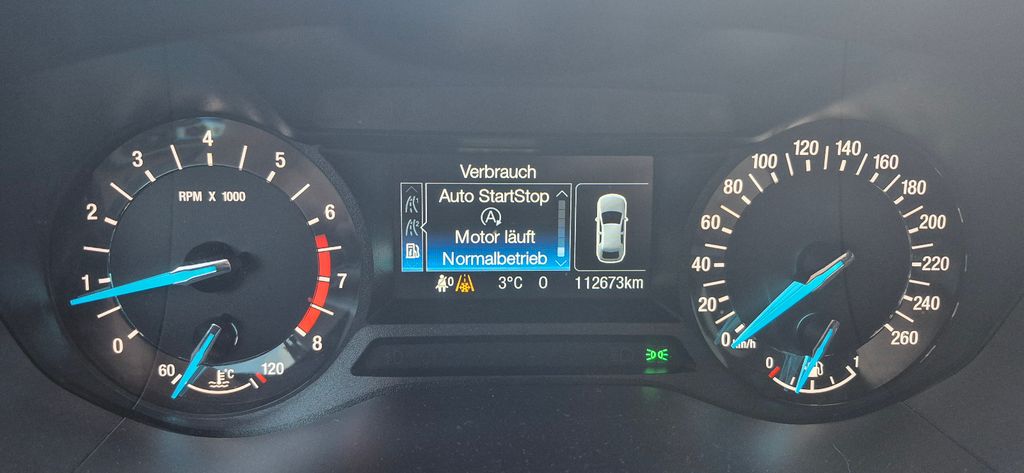 4
3
5
RPM X 1000
2
6
1
7
0
8
60
°C
120
Verbrauch
Auto StartStop
A
Motor läuft
Normalbetrieb
3°C
0
112673km
120
140
100
160
80
180
60
200
40
220
20
240
0
km/h
260
0
1